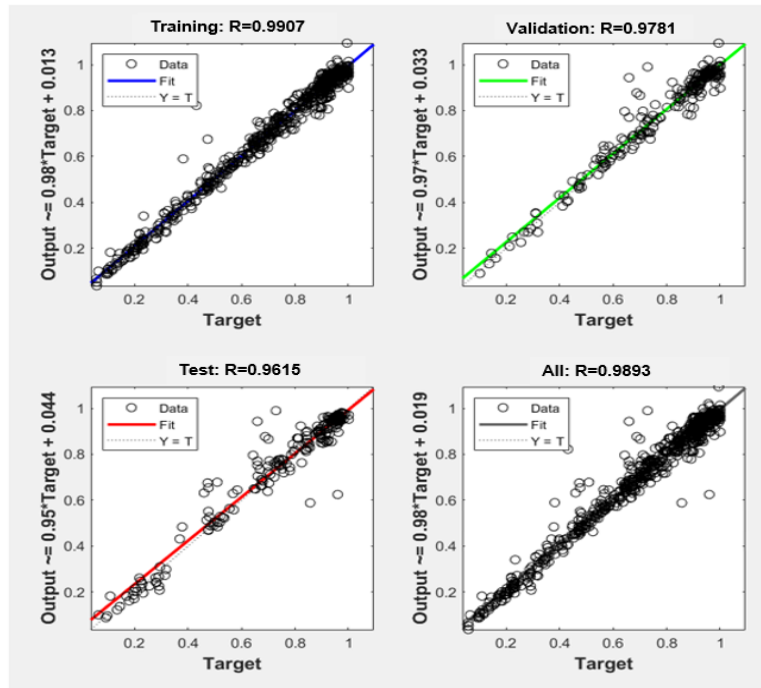 Training: R=0.9907
Output ~= 0.98*Target + 0.013
Data
Fit
Y = T
1
0.8
0.6
0.4
0.2
0.2 0.4 0.6 0.8 1
Target
Validation: R=0.9781
Output ~= 0.97*Target + 0.033
Data
Fit
Y = T
1
0.8
0.6
0.4
0.2
0.2 0.4 0.6 0.8 1
Target
Test: R=0.9615
Output ~= 0.95*Target + 0.044
Data
Fit
Y = T
1
0.8
0.6
0.4
0.2
0.2 0.4 0.6 0.8 1
Target
All: R=0.9893
Output ~= 0.98*Target + 0.019
Data
Fit
Y = T
1
0.8
0.6
0.4
0.2
0.2 0.4 0.6 0.8 1
Target